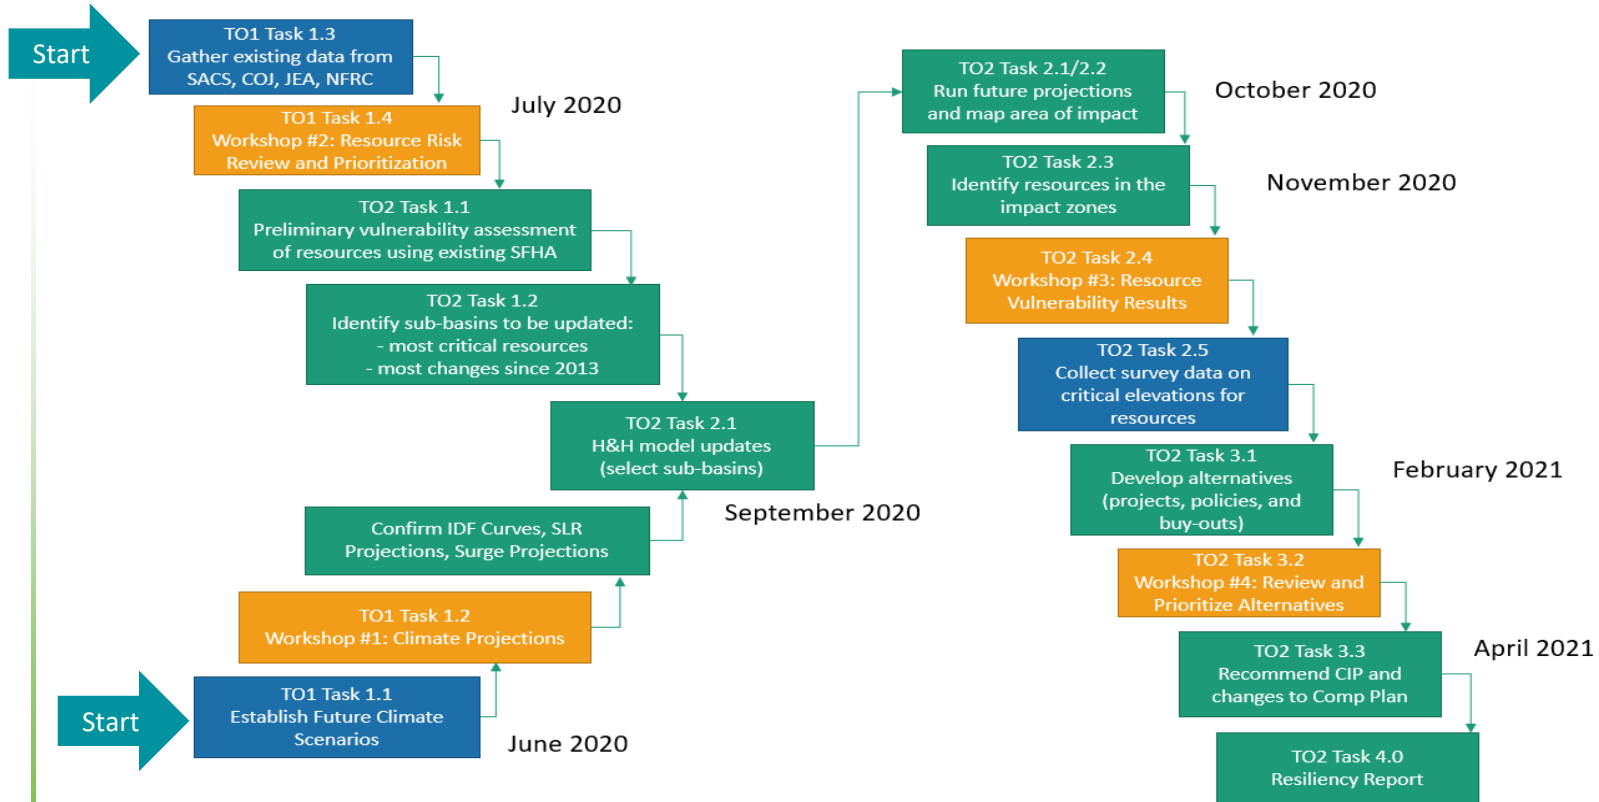 Start
TO1 Task 1.3
Gather existing data from
SACS, COJ, JEA, NFRC
July 2020
TO1 Task 1.4
Workshop #2: Resource Risk
Review and Prioritization
TO2 Task 1.1
Preliminary vulnerability assessment
of resources using existing SFHA
TO2 Task 1.2
Identify sub-basins to be updated:
- most critical resources
- most changes since 2013
TO2 Task 2.1
H&H model updates
(select sub-basins)
September 2020
Confirm IDF Curves, SLR
Projections, Surge Projections
TO1 Task 1.2
Workshop #1: Climate Projections
Start
TO1 Task 1.1
Establish Future Climate
Scenarios
June 2020
TO2 Task 2.1/2.2
Run future projections
and map area of impact
October 2020
TO2 Task 2.3
Identify resources in the
impact zones
November 2020
TO2 Task 2.4
Workshop #3: Resource
Vulnerability Results
TO2 Task 2.5
Collect survey data on
critical elevations for
resources
TO2 Task 3.1
Develop alternatives
(projects, policies, and
buy-outs)
February 2021
TO2 Task 3.2
Workshop #4: Review and
Prioritize Alternatives
TO2 Task 3.3
Recommend CIP and
changes to Comp Plan
April 2021
TO2 Task 4.0
Resiliency Report